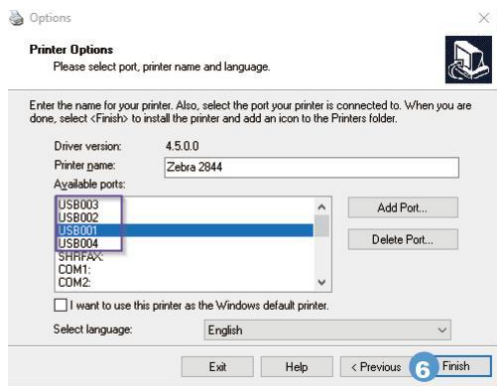 Options
Printer Options
Please select port, printer name and language.
Enter the name for your printer. Also, select the port your printer is connected to. When you are
done, select <Finish> to install the printer and add an icon to the Printers folder.
Driver version: 4.5.0.0
Printer name: Zebra 2844
Available ports:
USB003
USB002
USB001
USB004
SHRFAX:
COM1:
COM2:
Add Port...
Delete Port...
I want to use this printer as the Windows default printer.
Select language: English
Exit Help < Previous 6 Finish